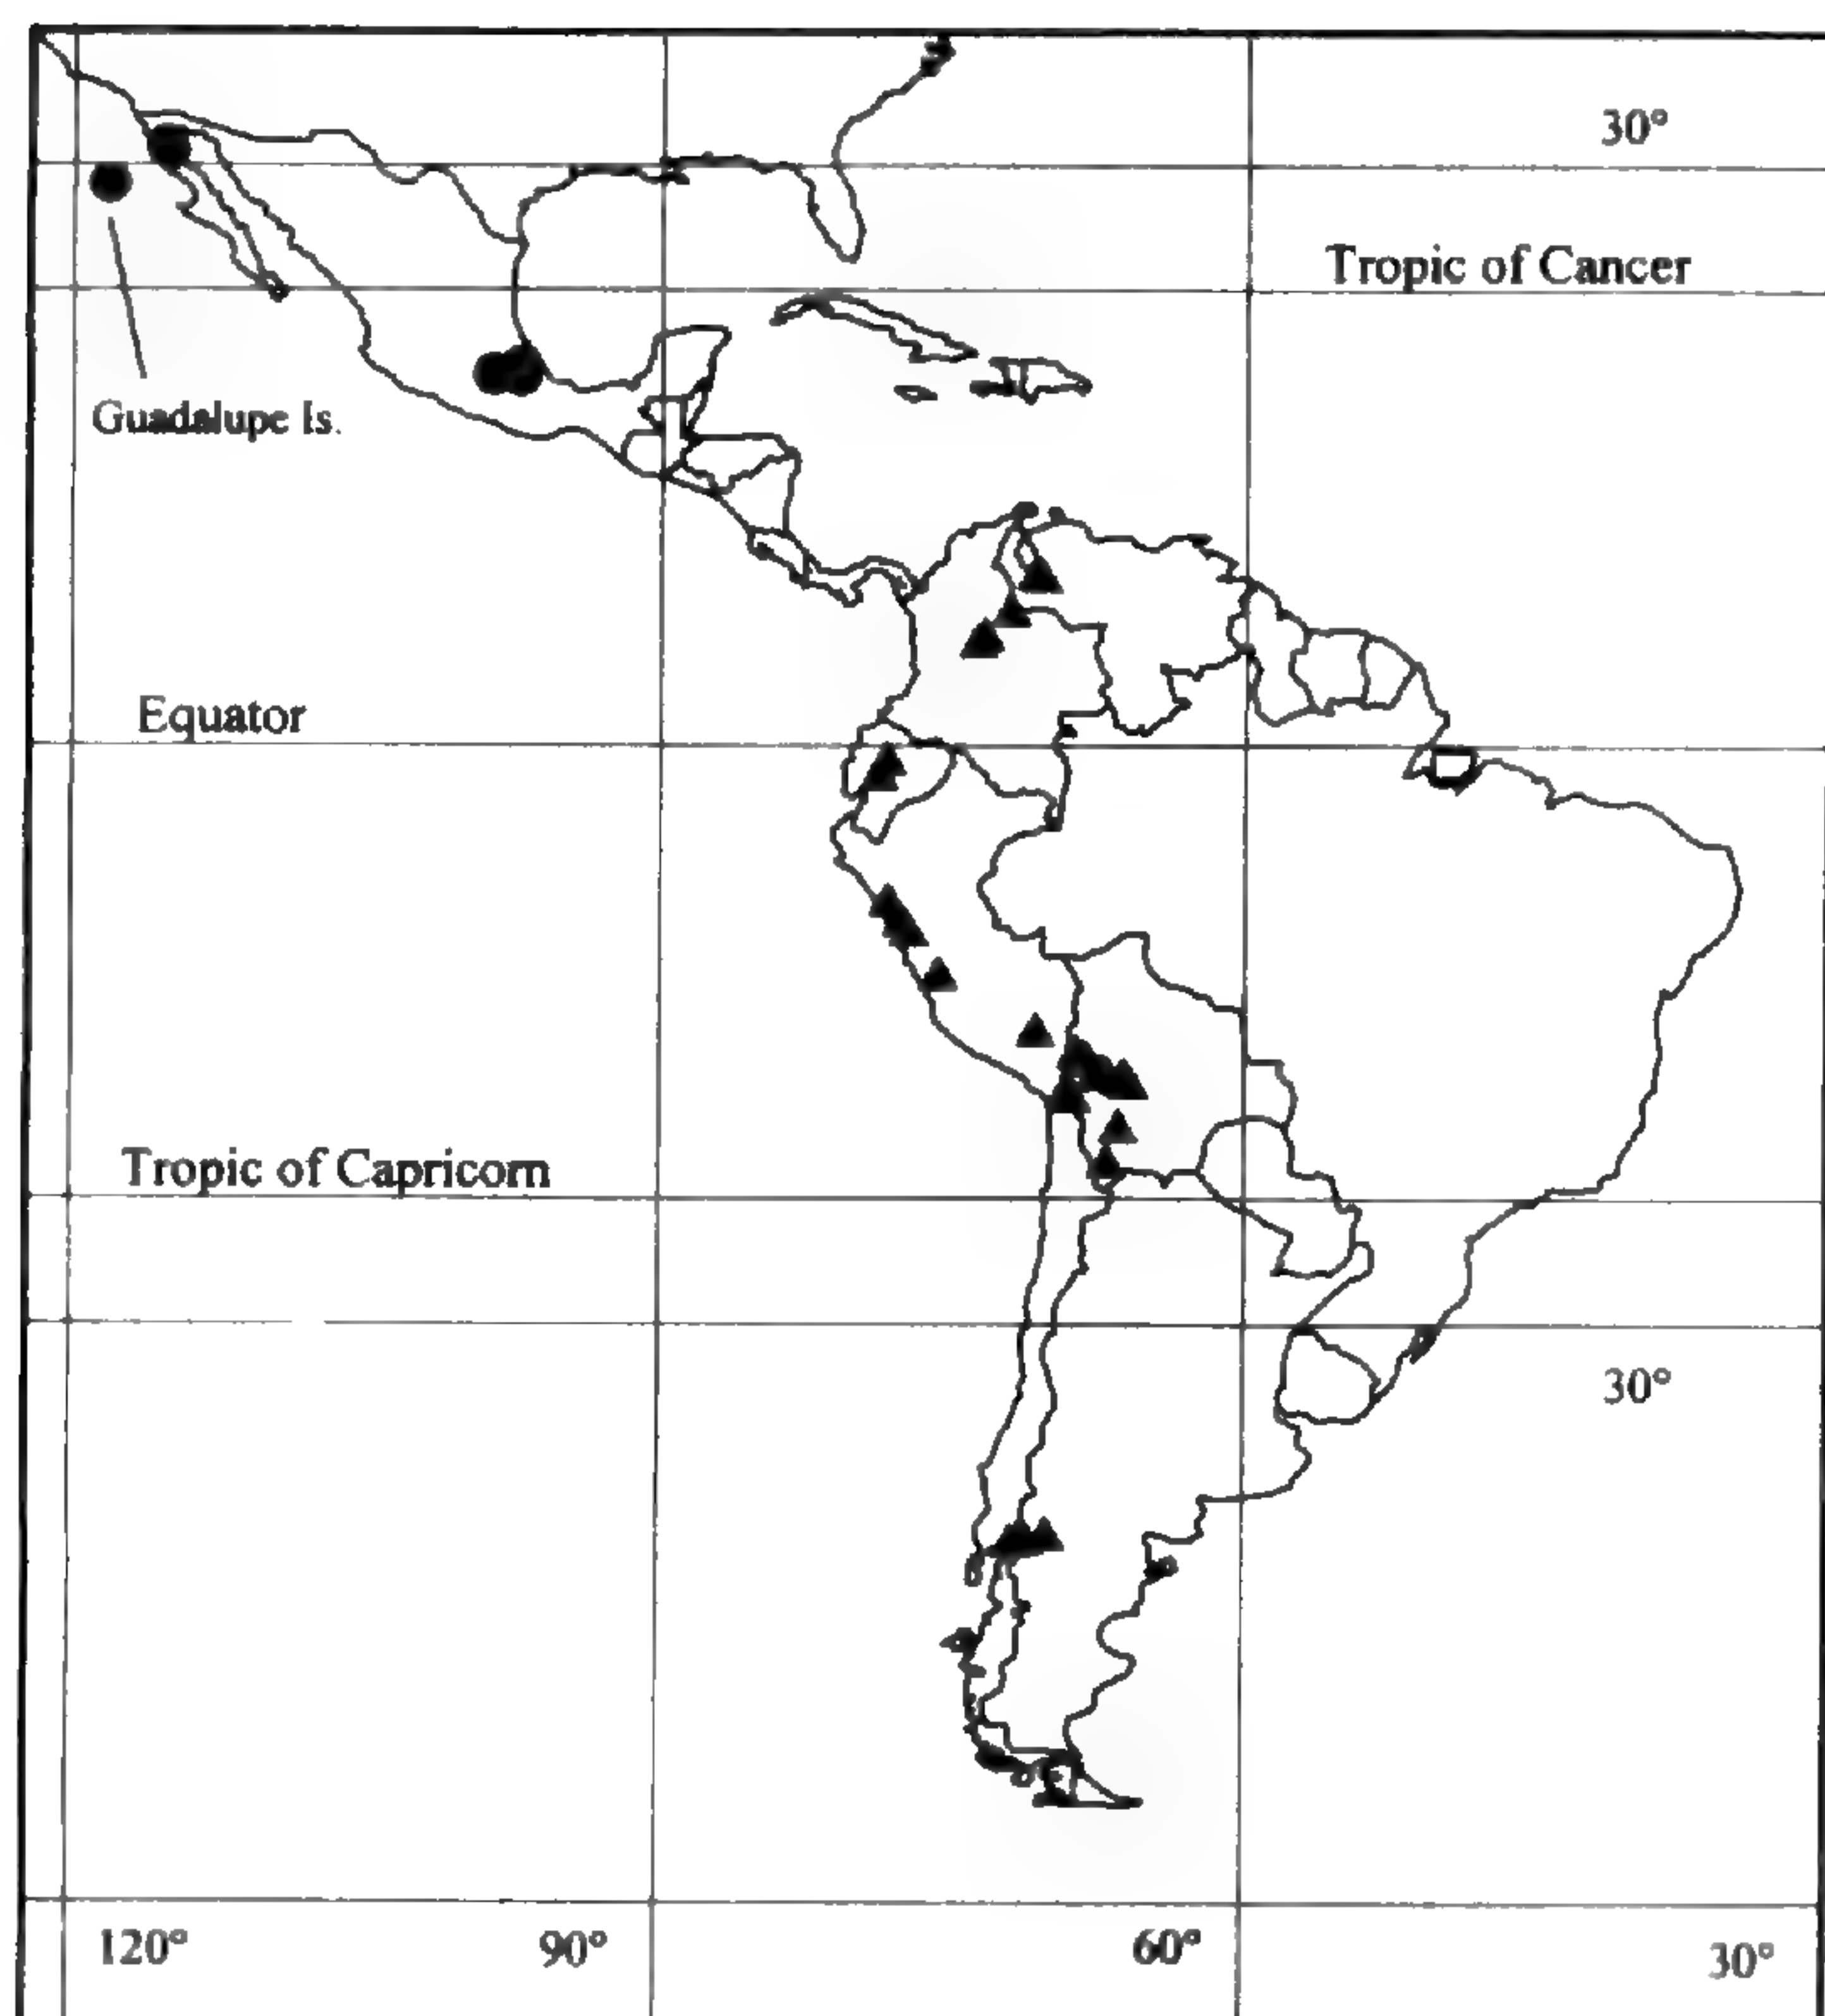 30°
Tropic of Cancer
Guadalupe Is.
Equator
Tropic of Capricorn
30°
120° 90° 60° 30°